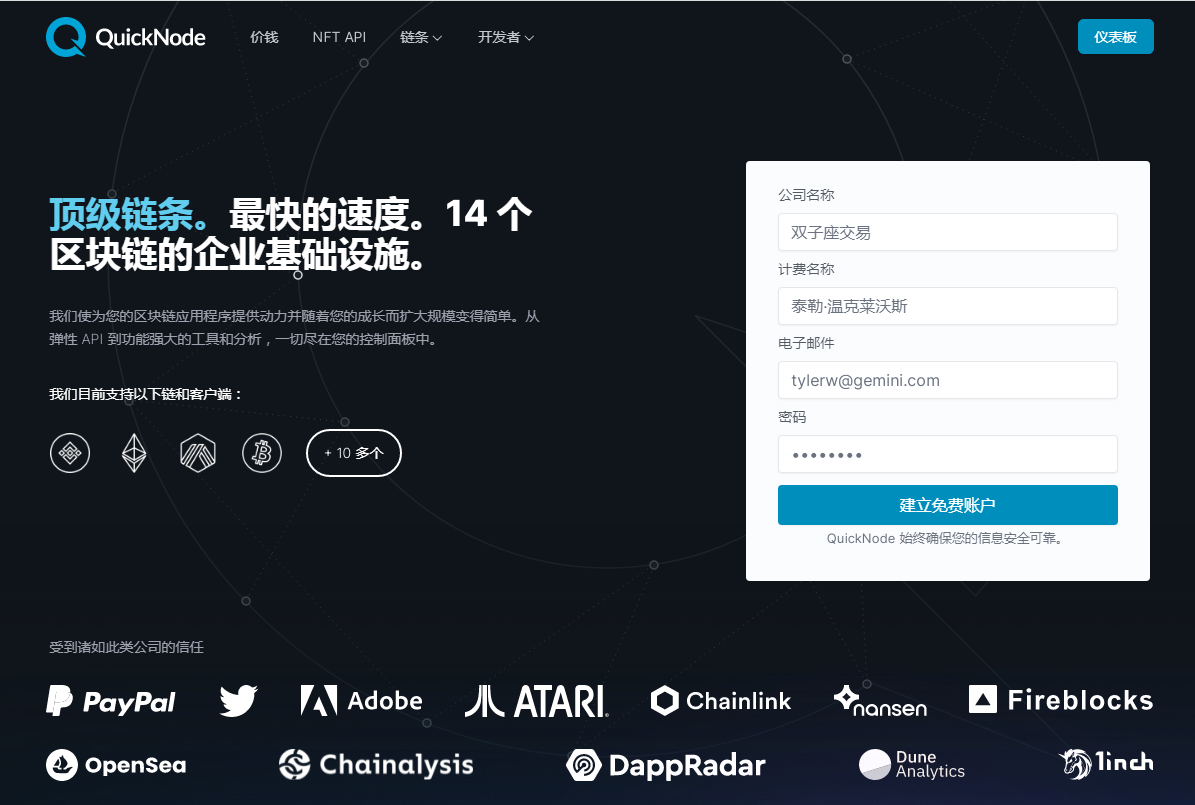 QuickNode 价钱 NFT API 链条 开发者 仪表板
顶级链条。最快的速度。14 个
区块链的企业基础设施。
我们使为您的区块链应用程序提供动力并随着您的成长而扩大规模变得简单。从
弹性 API 到功能强大的工具和分析，一切尽在您的控制面板中。
我们目前支持以下链和客户端：
+ 10 多个
公司名称
双子座交易
计费名称
泰勒·温克莱沃斯
电子邮件
tylerw@gemini.com
密码
••••••••
建立免费账户
QuickNode 始终确保您的信息安全可靠。
受到诸如此类公司的信任
PayPal Adobe ATARI Chainlink nansen Fireblocks
OpenSea Chainalysis DappRadar Dune Analytics 1inch